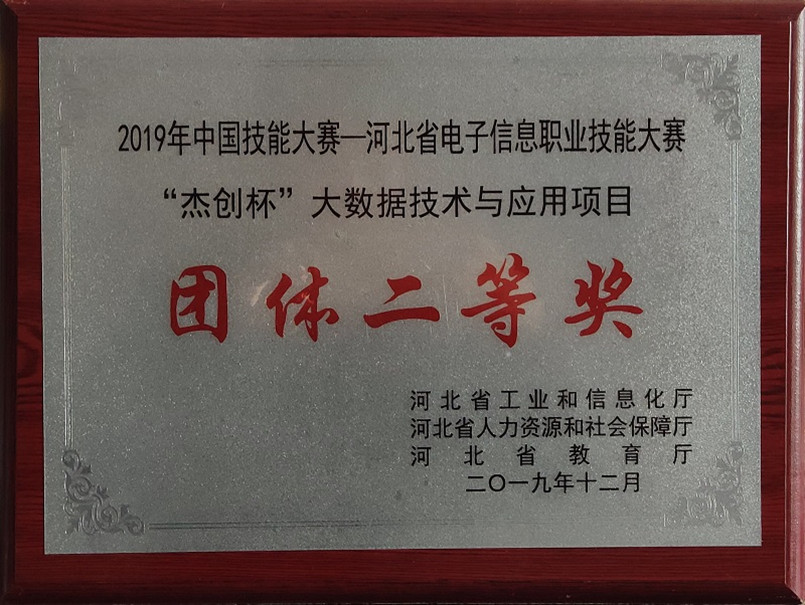 2019年中国技能大赛—河北省电子信息职业技能大赛
“杰创杯”大数据技术与应用项目
团体二等奖
河北省工业和信息化厅
河北省人力资源和社会保障厅
河北省教育厅
二〇一九年十二月